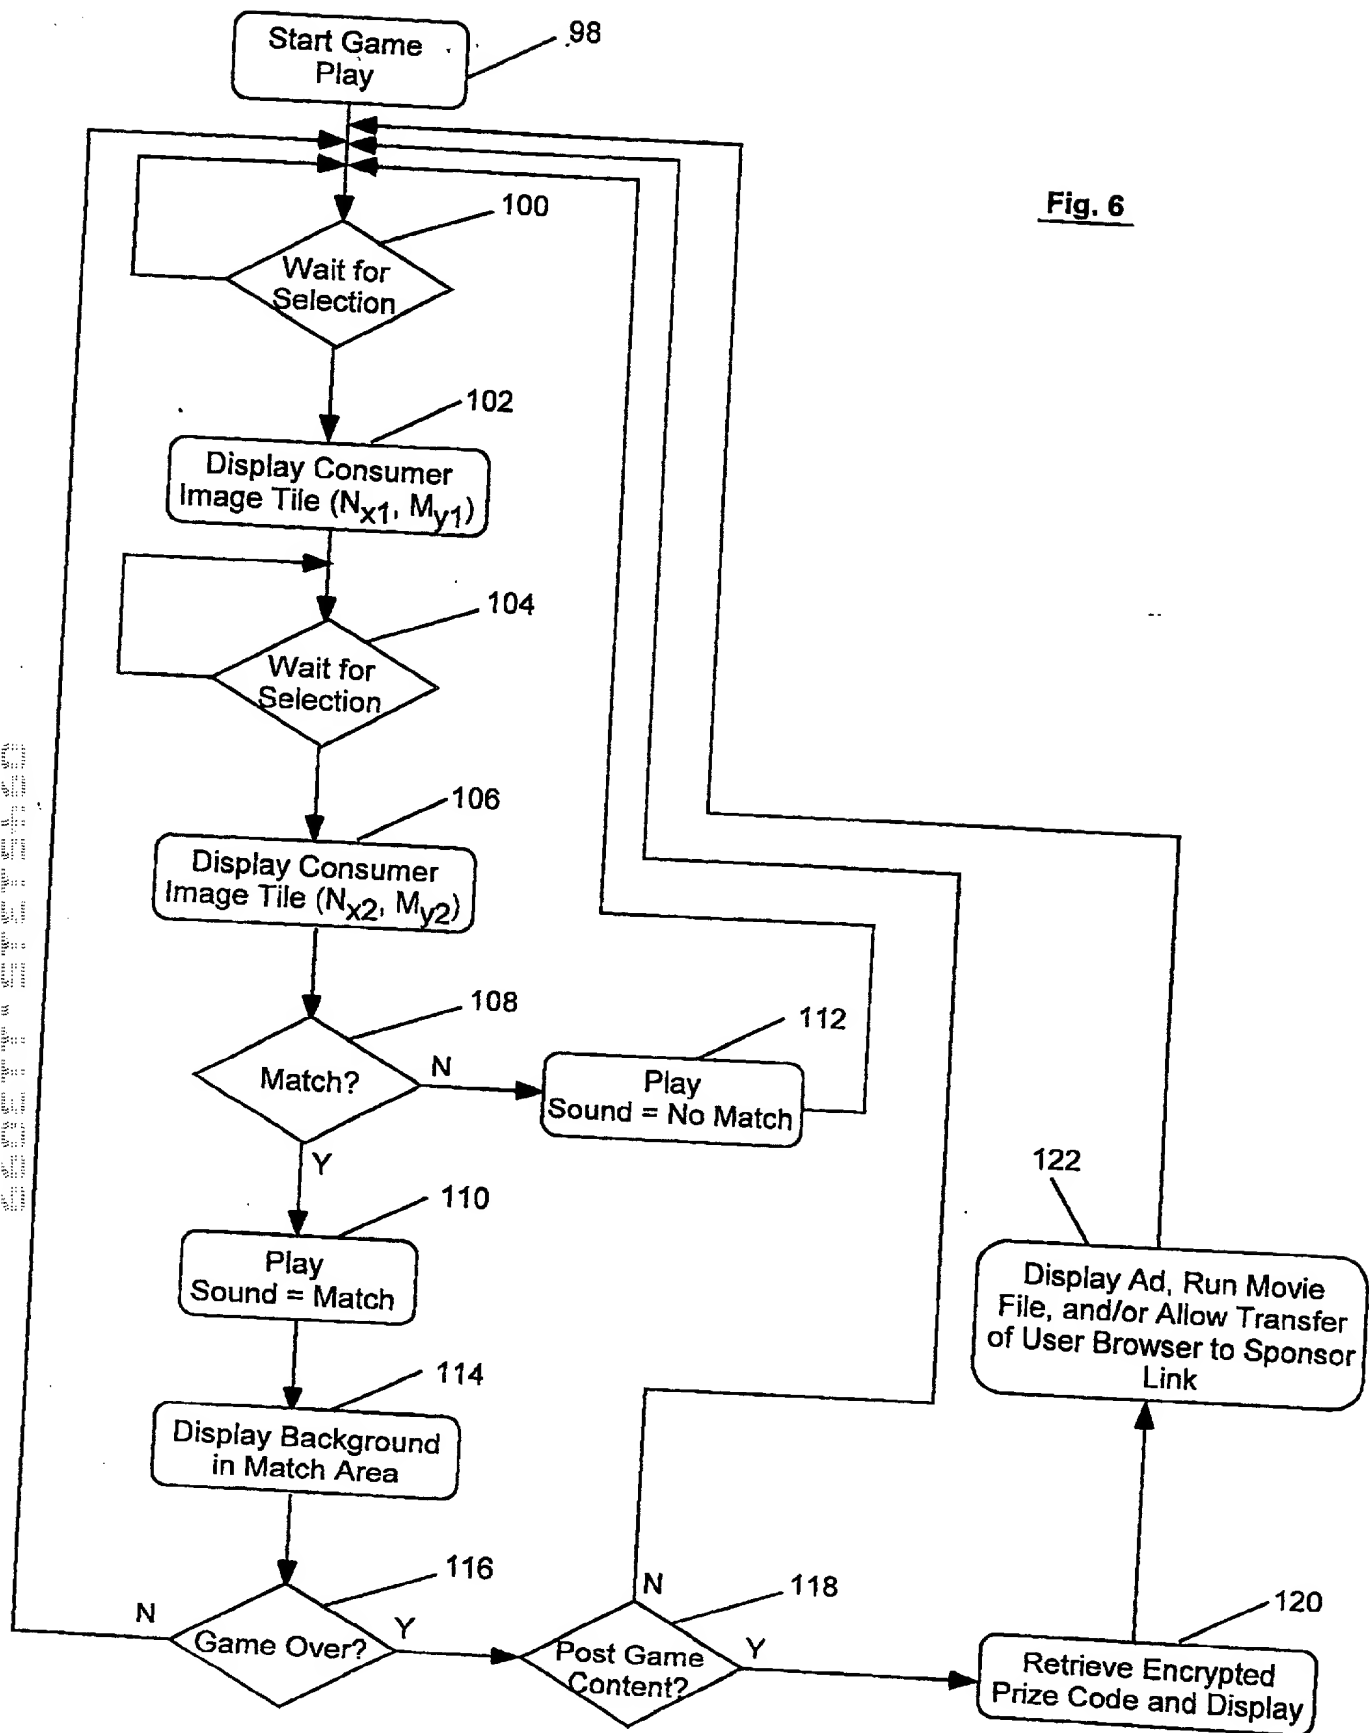 Start Game
Play
98
Fig. 6
100
Wait for
Selection
102
Display Consumer
Image Tile (Nx1, My1)
104
Wait for
Selection
106
Display Consumer
Image Tile (Nx2, My2)
108
Match?
N
112
Play
Sound = No Match
Y
110
Play
Sound = Match
114
Display Background
in Match Area
116
Game Over?
N
Y
118
Post Game
Content?
N
Y
120
Retrieve Encrypted
Prize Code and Display
122
Display Ad, Run Movie
File, and/or Allow Transfer
of User Browser to Sponsor
Link